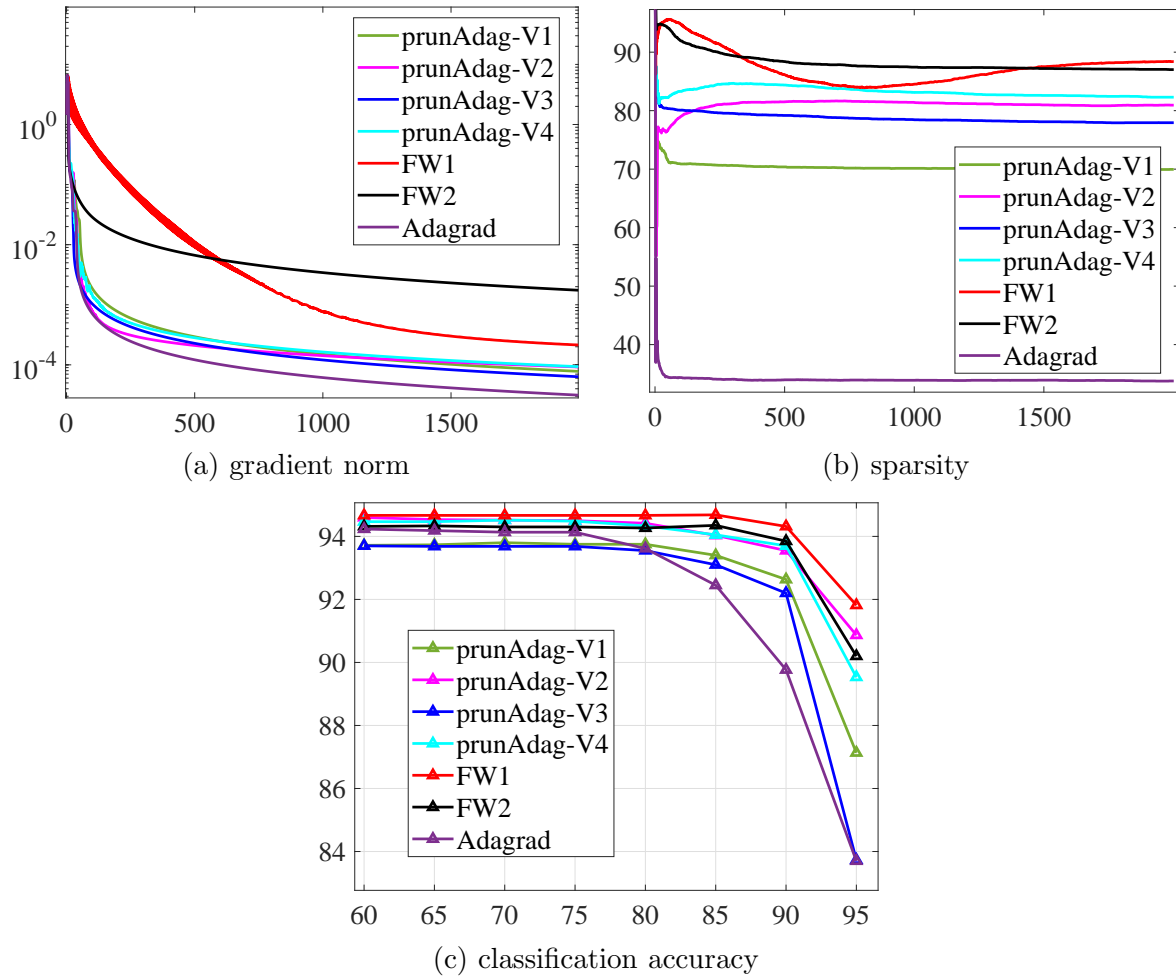 10^0
10^-2
10^-4
0
500
1000
1500
prunAdag-V1
prunAdag-V2
prunAdag-V3
prunAdag-V4
FW1
FW2
Adagrad
(a) gradient norm
90
80
70
60
50
40
0
500
1000
1500
prunAdag-V1
prunAdag-V2
prunAdag-V3
prunAdag-V4
FW1
FW2
Adagrad
(b) sparsity
94
92
90
88
86
84
60
65
70
75
80
85
90
95
prunAdag-V1
prunAdag-V2
prunAdag-V3
prunAdag-V4
FW1
FW2
Adagrad
(c) classification accuracy